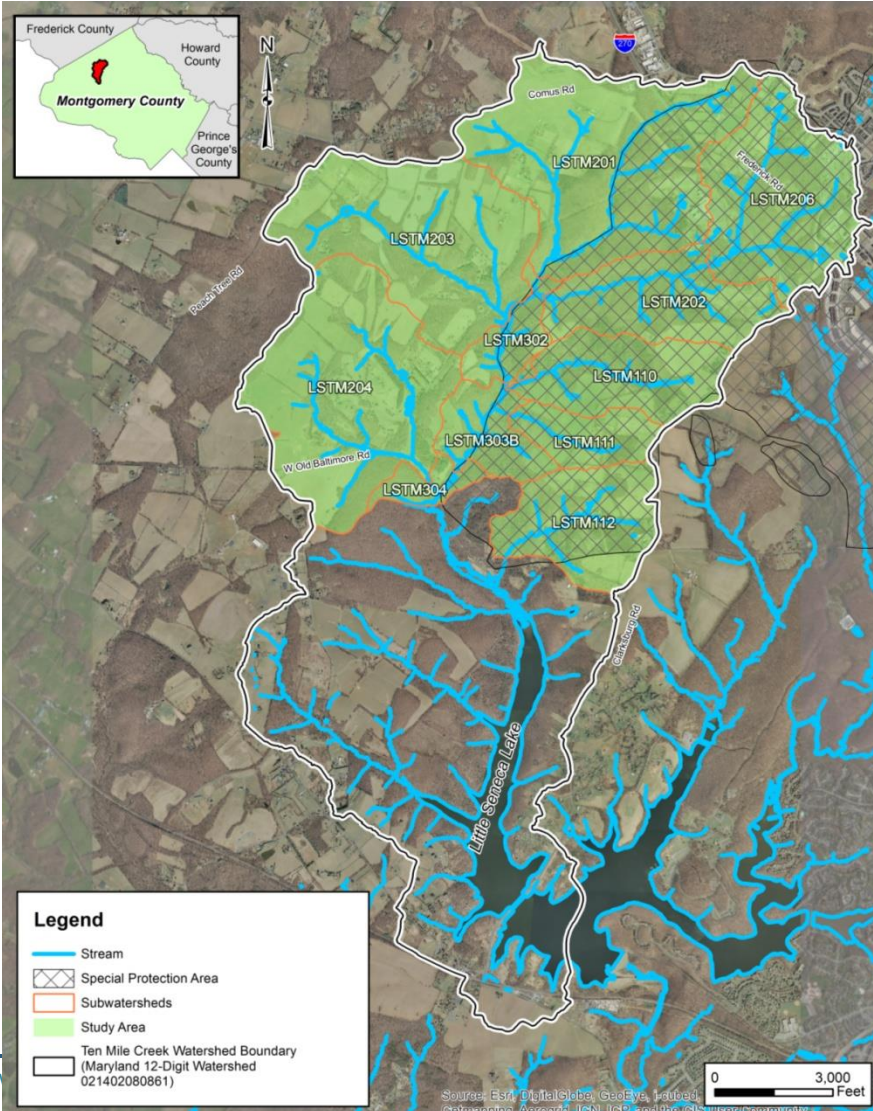 Frederick County
Howard
County
Montgomery County
Prince
George's
County
N
270
Comus Rd
LSTM201
Frederick Rd
LSTM206
LSTM203
Peach Tree Rd
LSTM202
LSTM302
LSTM110
LSTM204
LSTM303B
LSTM111
W Old Baltimore Rd
LSTM304
LSTM112
Clarksburg Rd
Little Seneca Lake
Legend
Stream
Special Protection Area
Subwatersheds
Study Area
Ten Mile Creek Watershed Boundary
(Maryland 12-Digit Watershed
021402080861)
0 3,000
Feet
Source: Esri, DigitalGlobe, GeoEye, i-cubed,